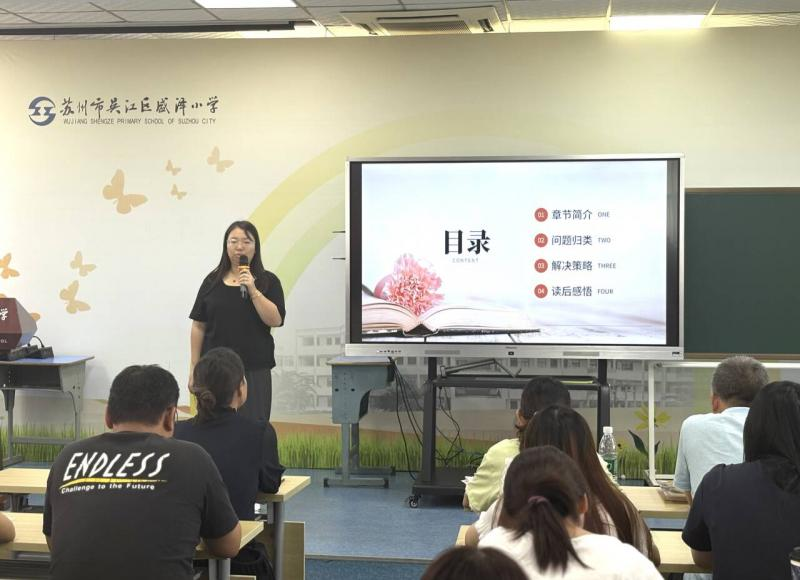 苏州市吴江区盛泽小学
WUJIANG SHENGZE PRIMARY SCHOOL OF SUZHOU CITY
目录
CONTENT
01 章节简介 ONE
02 问题归类 TWO
03 解决策略 THREE
04 读后感悟 FOUR
学
OOL
ENDLESS
Challenge to the Future